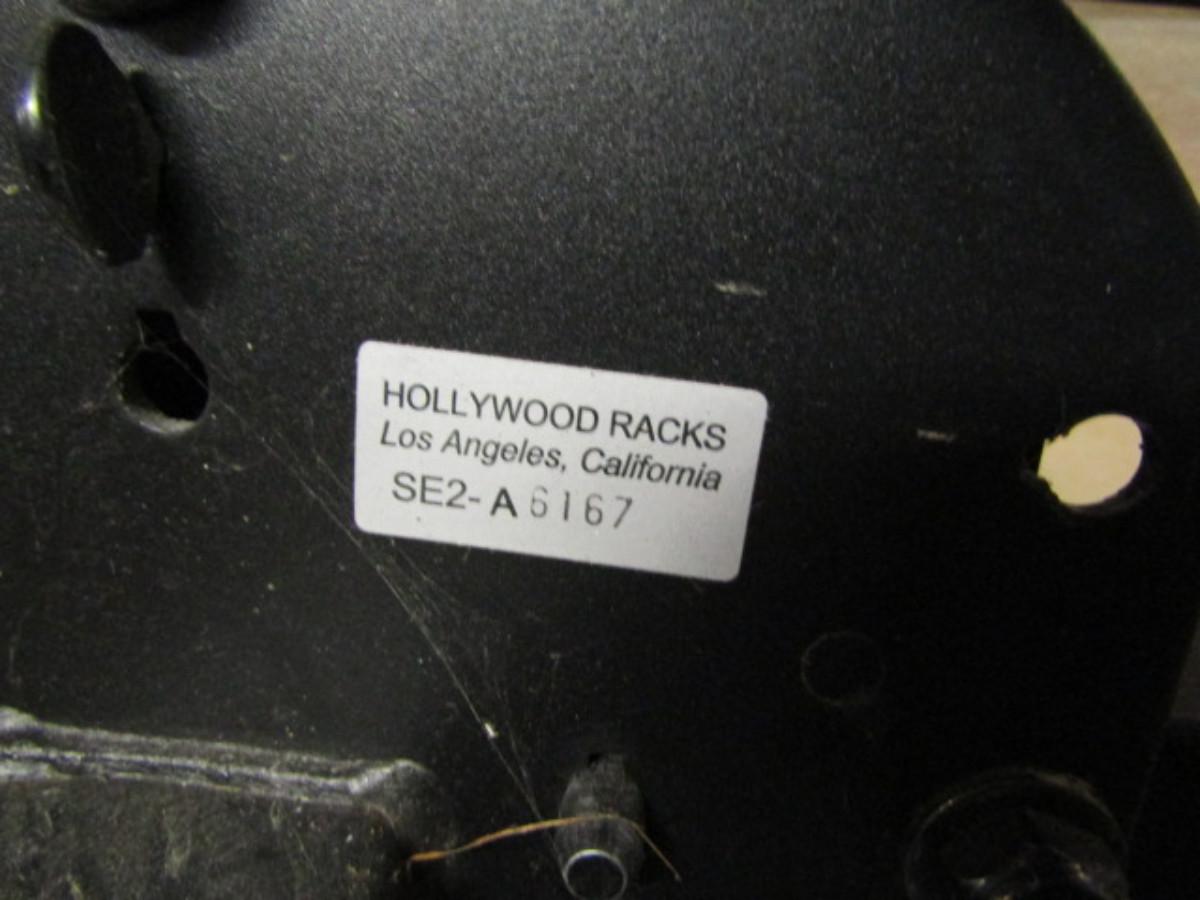 HOLLYWOOD RACKS
Los Angeles, California
SE2- A 6167